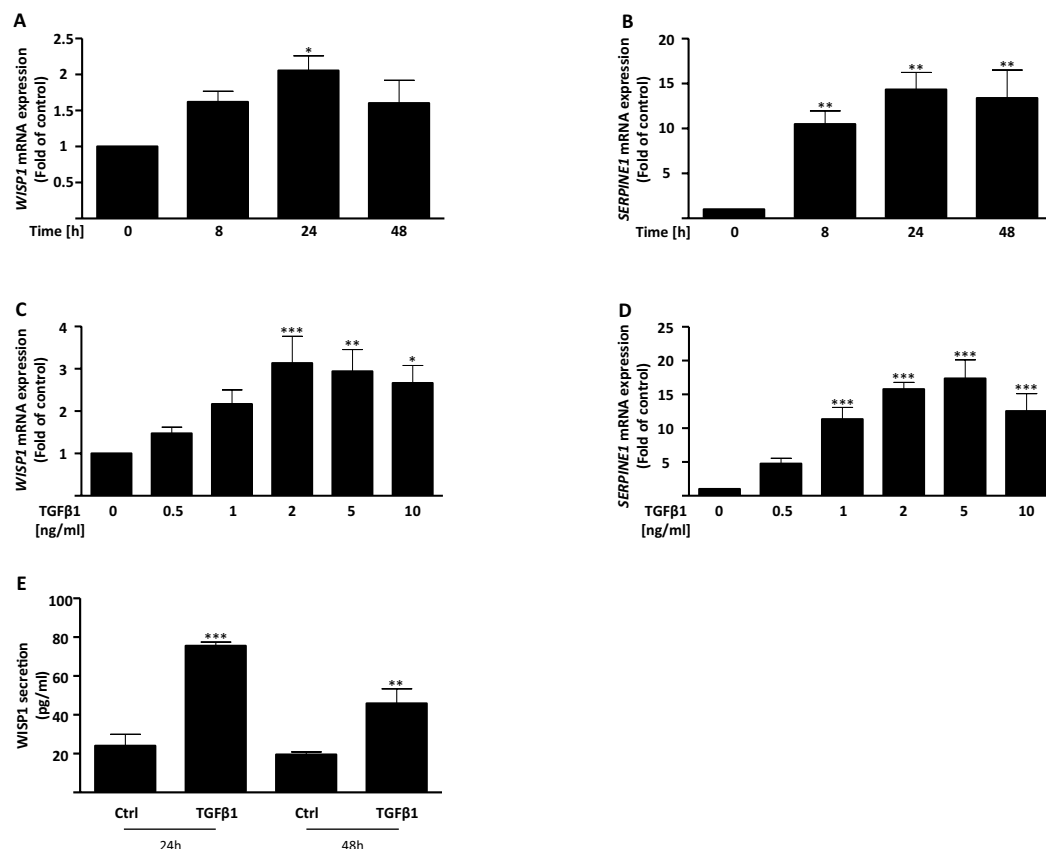 A
WISP1 mRNA expression
(Fold of control)
2.5
2
1.5
1
0.5
*
Time [h]
0 8 24 48
B
SERPINE1 mRNA expression
(Fold of control)
20
15
10
5
** ** **
Time [h]
0 8 24 48
C
WISP1 mRNA expression
(Fold of control)
4
3
2
1
*** ** *
TGFβ1 0 0.5 1 2 5 10
[ng/ml]
D
SERPINE1 mRNA expression
(Fold of control)
25
20
15
10
5
*** *** *** ***
TGFβ1 0 0.5 1 2 5 10
[ng/ml]
E
WISP1 secretion
(pg/ml)
100
80
60
40
20
*** **
Ctrl TGFβ1 Ctrl TGFβ1
24h 48h